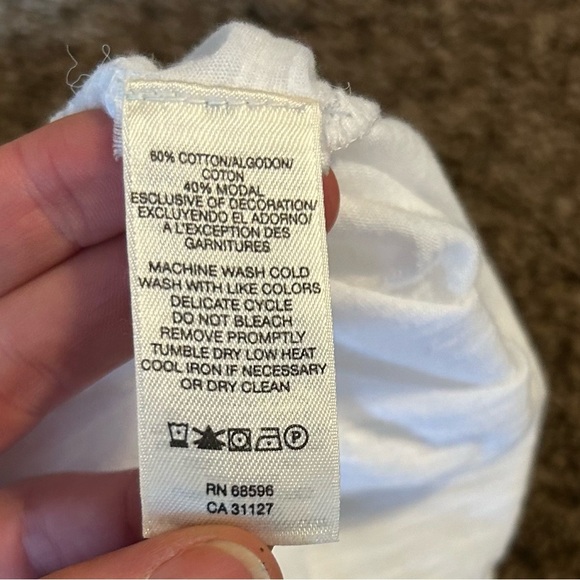 60% COTTON/ALGODON/
COTON
40% MODAL
EXCLUSIVE OF DECORATION/
EXCLUYENDO EL ADORNO/
A L'EXCEPTION DES
GARNITURES
MACHINE WASH COLD
WASH WITH LIKE COLORS
DELICATE CYCLE
DO NOT BLEACH
REMOVE PROMPTLY
TUMBLE DRY LOW HEAT
COOL IRON IF NECESSARY
OR DRY CLEAN
P
RN 68596
CA 31127